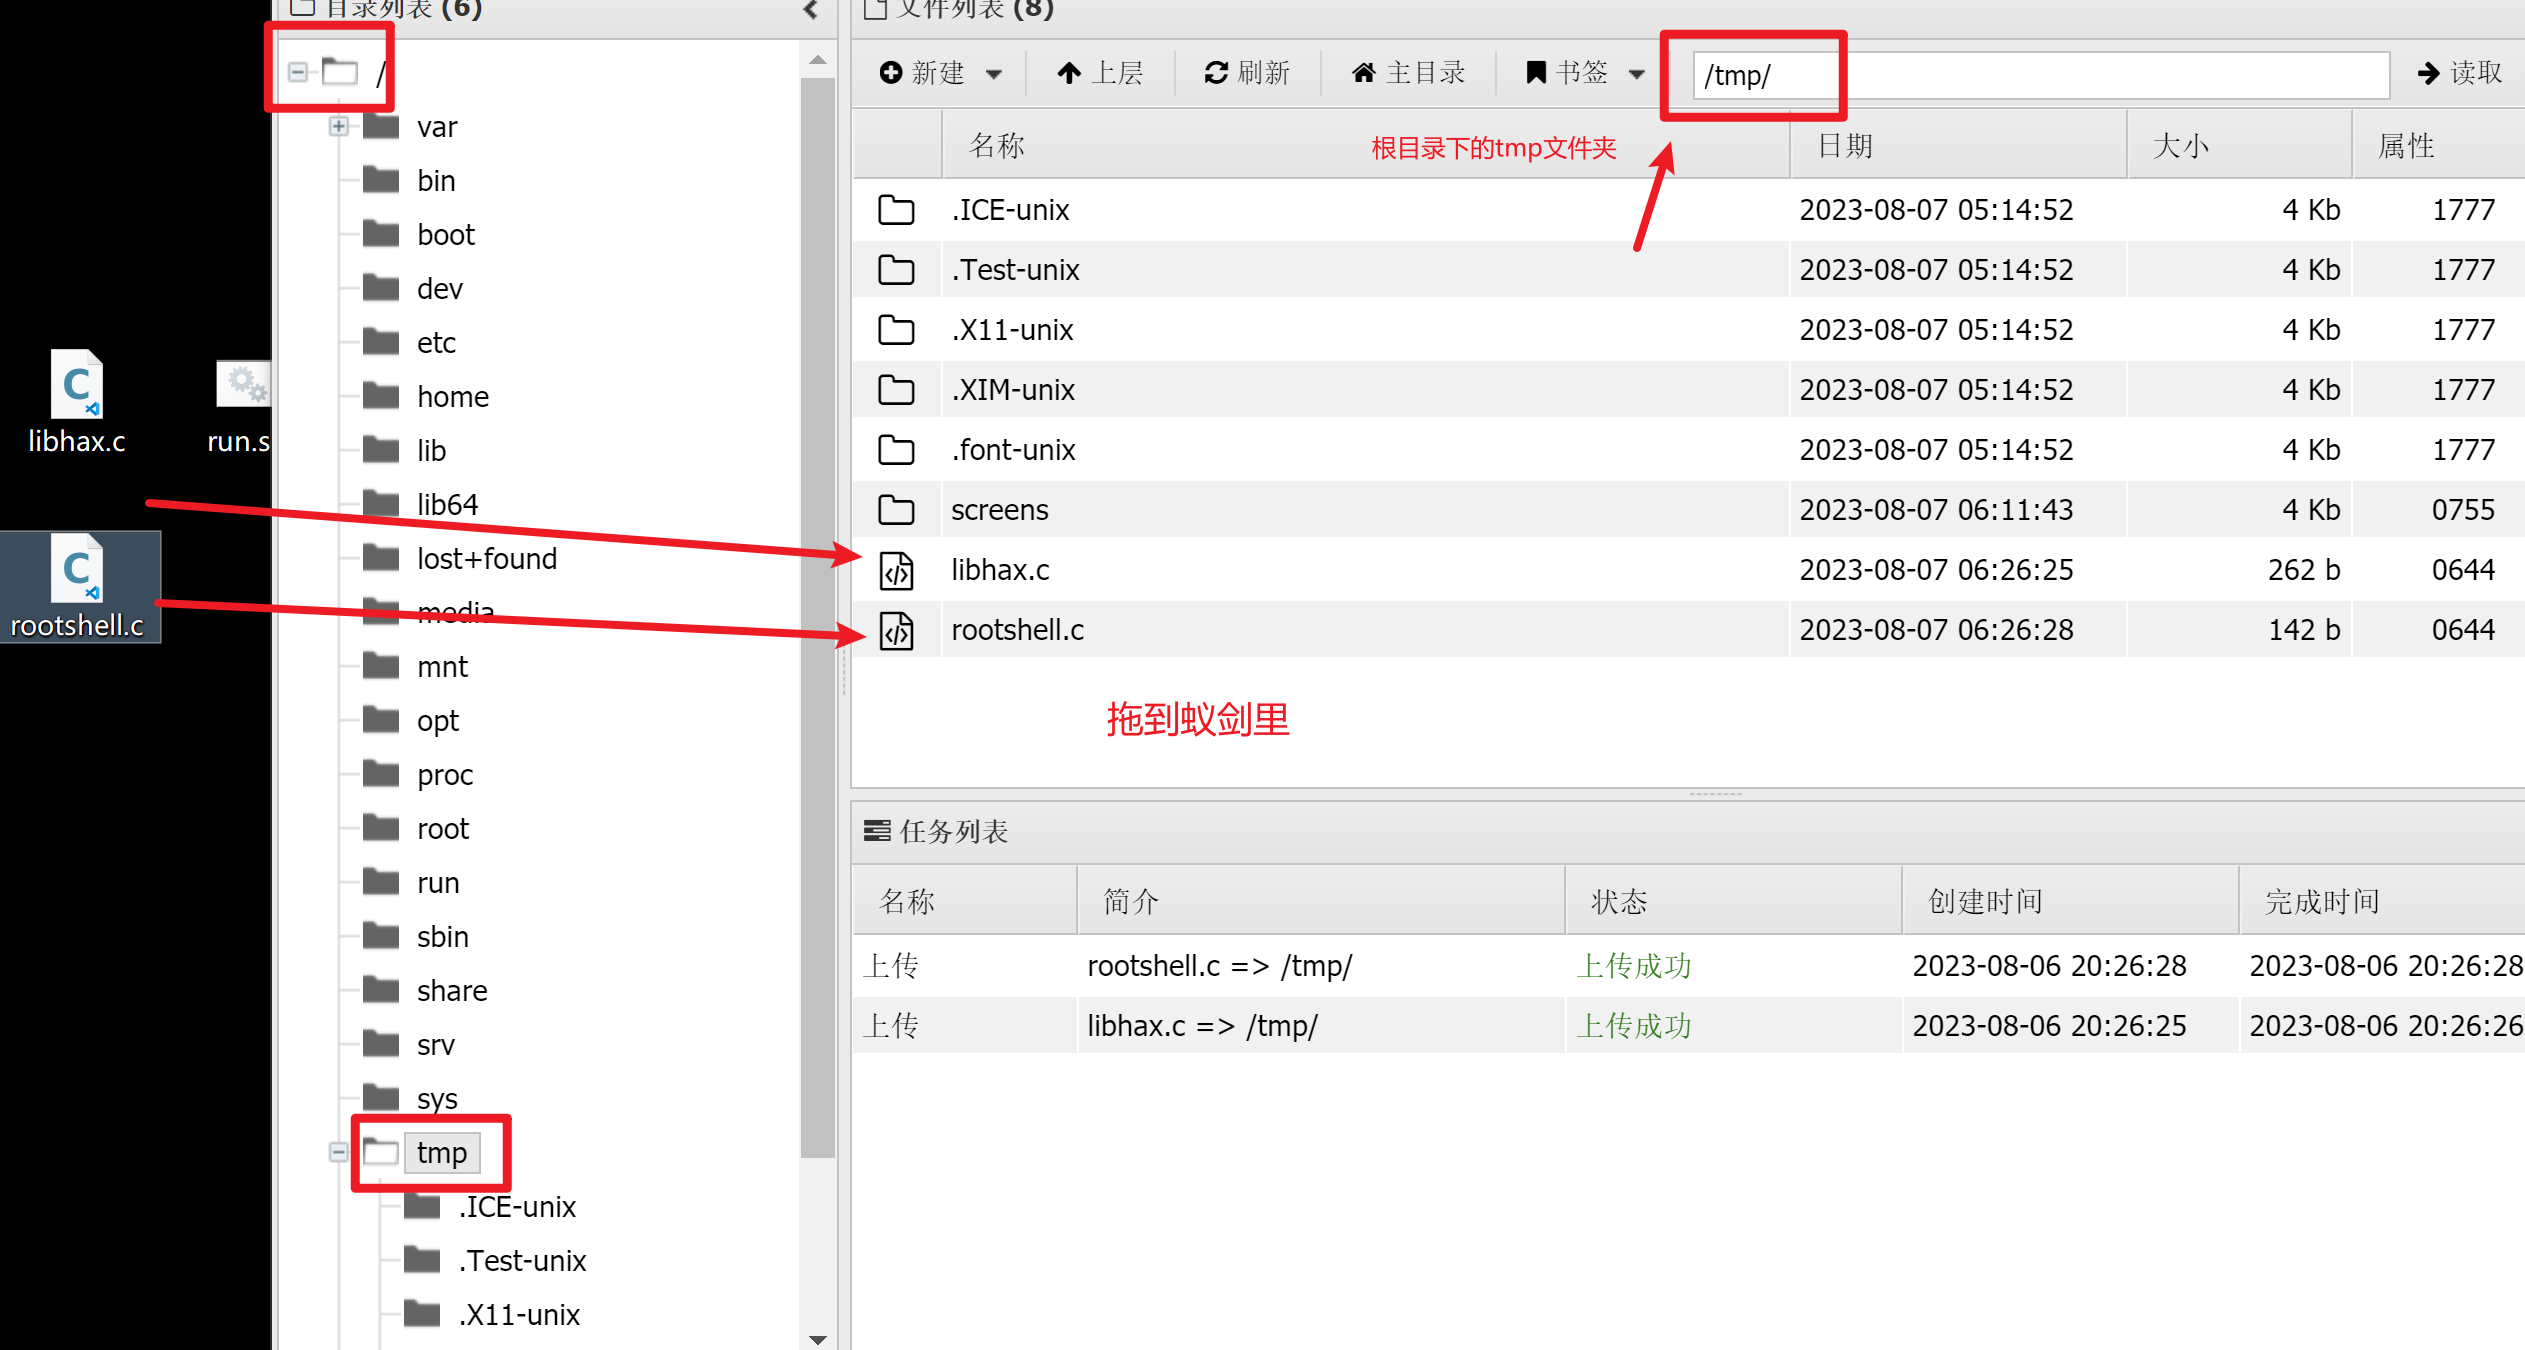 目录列表 (6)
/
var
bin
boot
dev
etc
home
lib
lib64
lost+found
media
mnt
opt
proc
root
run
sbin
share
srv
sys
tmp
.ICE-unix
.Test-unix
.X11-unix
libhax.c
run.s
rootshell.c
文件列表 (8)
新建 上层 刷新 主目录 书签 /tmp/ 读取
名称 日期 大小 属性
根目录下的tmp文件夹
.ICE-unix 2023-08-07 05:14:52 4 Kb 1777
.Test-unix 2023-08-07 05:14:52 4 Kb 1777
.X11-unix 2023-08-07 05:14:52 4 Kb 1777
.XIM-unix 2023-08-07 05:14:52 4 Kb 1777
.font-unix 2023-08-07 05:14:52 4 Kb 1777
screens 2023-08-07 06:11:43 4 Kb 0755
libhax.c 2023-08-07 06:26:25 262 b 0644
rootshell.c 2023-08-07 06:26:28 142 b 0644
拖到蚁剑里
任务列表
名称 简介 状态 创建时间 完成时间
上传 rootshell.c => /tmp/ 上传成功 2023-08-06 20:26:28 2023-08-06 20:26:28
上传 libhax.c => /tmp/ 上传成功 2023-08-06 20:26:25 2023-08-06 20:26:26